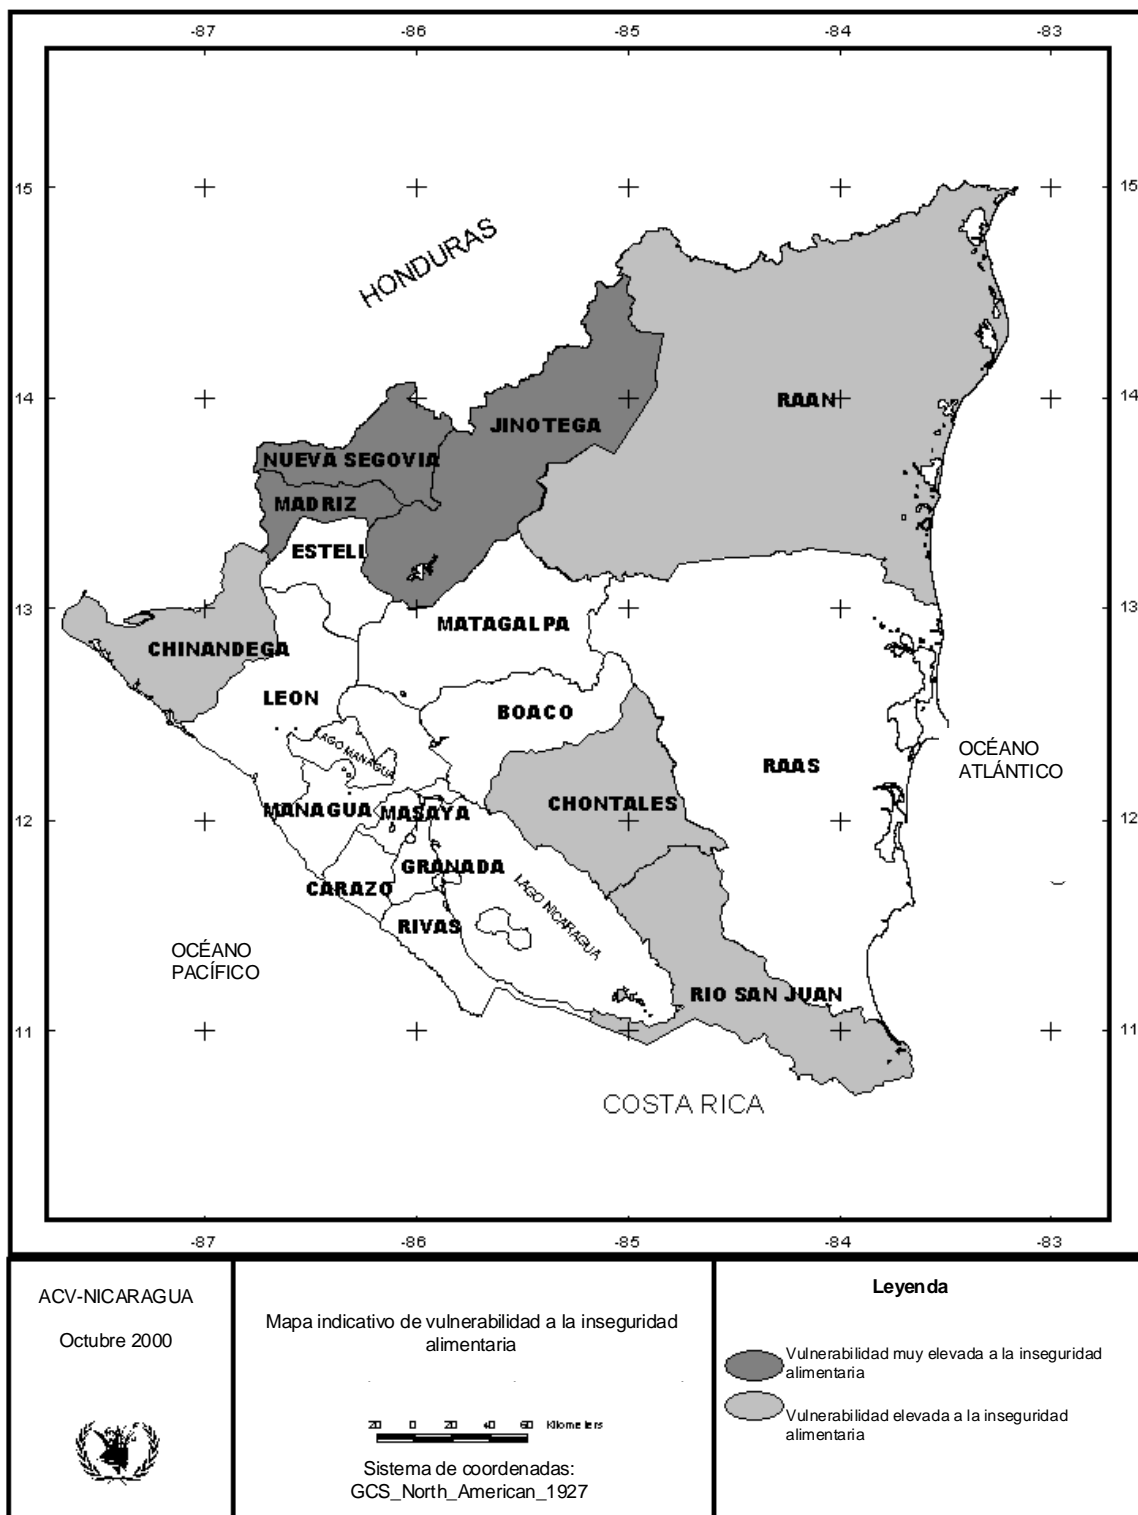 -87 -86 -85 -84 -83
15 15
HONDURAS
14 14
RAAN
JINOTEGA
NUEVA SEGOVIA
MADRIZ
ESTELI
13 13
MATAGALPA
CHINANDEGA
LEON
BOACO
LAGO MANAGUA
OCÉANO
ATLÁNTICO
RAAS
CHONTALES
MANAGUA
MASAYA
12 12
GRANADA
CARAZO
LAGO NICARAGUA
RIVAS
OCÉANO
PACÍFICO
RIO SAN JUAN
11 11
COSTA RICA
-87 -86 -85 -84 -83
ACV-NICARAGUA
Octubre 2000
Mapa indicativo de vulnerabilidad a la inseguridad
alimentaria
20 0 20 40 60 Kilometers
Sistema de coordenadas:
GCS_North_American_1927
Leyenda
Vulnerabilidad muy elevada a la inseguridad
alimentaria
Vulnerabilidad elevada a la inseguridad
alimentaria